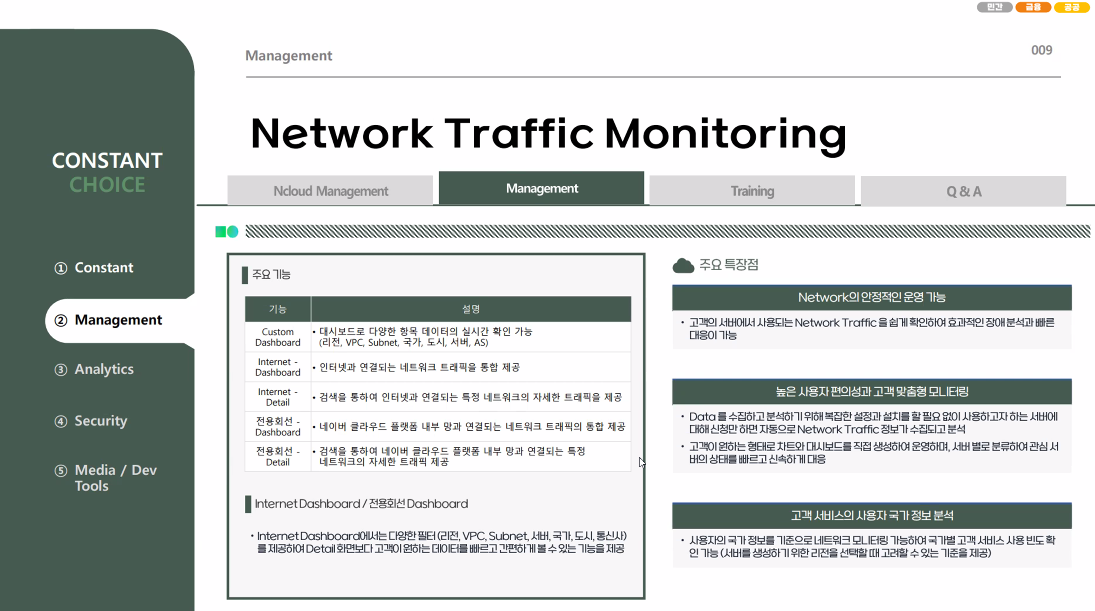 민간 금융 공공
Management
009
Network Traffic Monitoring
CONSTANT
CHOICE
① Constant
② Management
③ Analytics
④ Security
⑤ Media / Dev
Tools
Ncloud Management
Management
Training
Q & A
주요 기능
기능 설명
Custom
Dashboard
• 대시보드로 다양한 항목 데이터의 실시간 확인 가능
(리전, VPC, Subnet, 국가, 도시, 서버, AS)
Internet -
Dashboard
• 인터넷과 연결되는 네트워크 트래픽을 통합 제공
Internet -
Detail
• 검색을 통하여 인터넷과 연결되는 특정 네트워크의 자세한 트래픽을 제공
전용회선 -
Dashboard
• 네이버 클라우드 플랫폼 내부 망과 연결되는 네트워크 트래픽의 통합 제공
전용회선 -
Detail
• 검색을 통하여 네이버 클라우드 플랫폼 내부 망과 연결되는 특정
네트워크의 자세한 트래픽 제공
Internet Dashboard / 전용회선 Dashboard
• Internet Dashboard에서는 다양한 필터 (리전, VPC, Subnet, 서버, 국가, 도시, 통신사)
를 제공하여 Detail 화면보다 고객이 원하는 데이터를 빠르고 간편하게 볼 수 있는 기능을 제공
주요 특장점
Network의 안정적인 운영 가능
• 고객의 서버에서 사용되는 Network Traffic 을 쉽게 확인하여 효과적인 장애 분석과 빠른
대응이 가능
높은 사용자 편의성과 고객 맞춤형 모니터링
• Data 를 수집하고 분석하기 위해 복잡한 설정과 설치를 할 필요 없이 사용하고자 하는 서버에
대해 신청만 하면 자동으로 Network Traffic 정보가 수집되고 분석
• 고객이 원하는 형태로 차트와 대시보드를 직접 생성하여 운영하며, 서버 별로 분류하여 관심 서
버의 상태를 빠르고 신속하게 대응
고객 서비스의 사용자 국가 정보 분석
• 사용자의 국가 정보를 기준으로 네트워크 모니터링 가능하여 국가별 고객 서비스 사용 빈도 확
인 가능 (서버를 생성하기 위한 리전을 선택할 때 고려할 수 있는 기준을 제공)